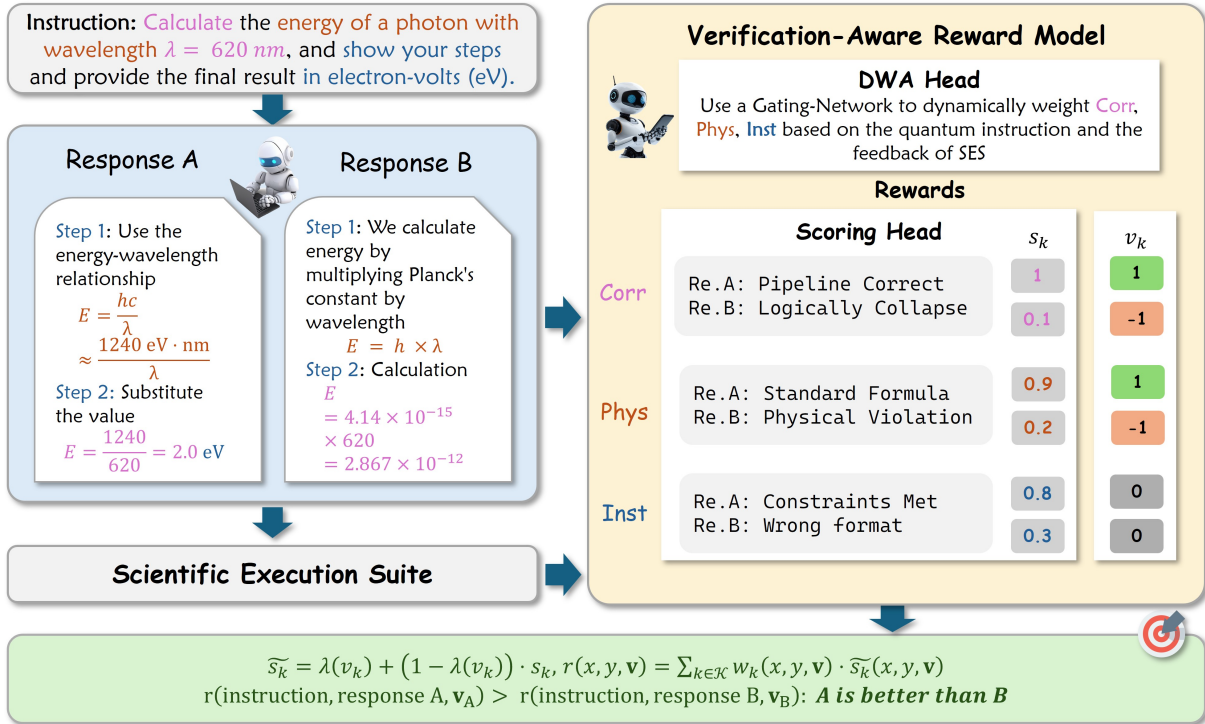 Instruction: Calculate the energy of a photon with
wavelength λ = 620 nm, and show your steps
and provide the final result in electron-volts (eV).
Response A
Step 1: Use the
energy-wavelength
relationship
E = hc/λ
≈ 1240 eV · nm/λ
Step 2: Substitute
the value
E = 1240/620 = 2.0 eV
Response B
Step 1: We calculate
energy by
multiplying Planck's
constant by
wavelength
E = h × λ
Step 2: Calculation
E
= 4.14 × 10⁻¹⁵
× 620
= 2.867 × 10⁻¹²
Scientific Execution Suite
Verification-Aware Reward Model
DWA Head
Use a Gating-Network to dynamically weight Corr,
Phys, Inst based on the quantum instruction and the
feedback of SES
Rewards
Scoring Head s_k v_k
Corr
Re.A: Pipeline Correct 1 1
Re.B: Logically Collapse 0.1 -1
Phys
Re.A: Standard Formula 0.9 1
Re.B: Physical Violation 0.2 -1
Inst
Re.A: Constraints Met 0.8 0
Re.B: Wrong format 0.3 0
s̃_k = λ(v_k) + (1 − λ(v_k)) · s_k, r(x, y, v) = ∑_{k∈𝒦} w_k(x, y, v) · s̃_k(x, y, v)
r(instruction, response A, v_A) > r(instruction, response B, v_B): A is better than B